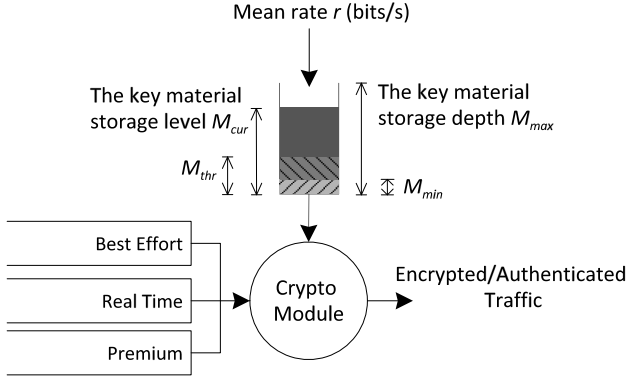 Mean rate r (bits/s)
The key material
storage level Mcur
The key material
storage depth Mmax
Mthr
Mmin
Best Effort
Real Time
Premium
Crypto
Module
Encrypted/Authenticated
Traffic